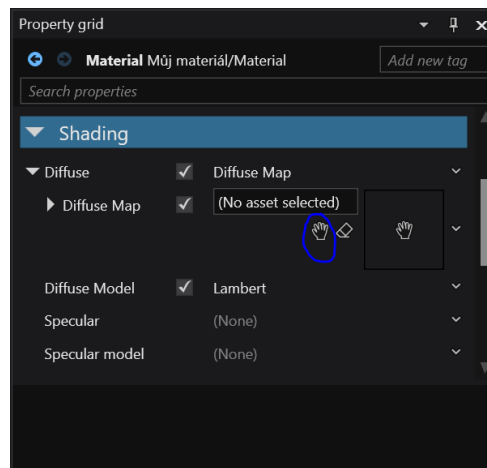 Property grid
Material Můj materiál/Material
Add new tag
Search properties
Shading
Diffuse
Diffuse Map
Diffuse Map
(No asset selected)
Diffuse Model
Lambert
Specular
(None)
Specular model
(None)